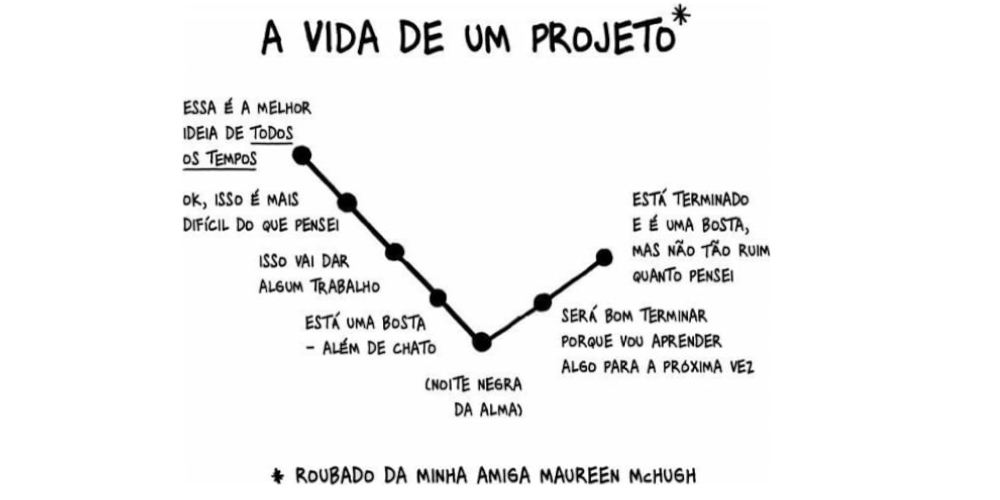 A VIDA DE UM PROJETO*
ESSA É A MELHOR
IDEIA DE TODOS
OS TEMPOS
OK, ISSO É MAIS
DIFÍCIL DO QUE PENSEI
ISSO VAI DAR
ALGUM TRABALHO
ESTÁ UMA BOSTA
– ALÉM DE CHATO
(NOITE NEGRA
DA ALMA)
SERÁ BOM TERMINAR
PORQUE VOU APRENDER
ALGO PARA A PRÓXIMA VEZ
ESTÁ TERMINADO
E É UMA BOSTA,
MAS NÃO TÃO RUIM
QUANTO PENSEI
* ROUBADO DA MINHA AMIGA MAUREEN McHUGH